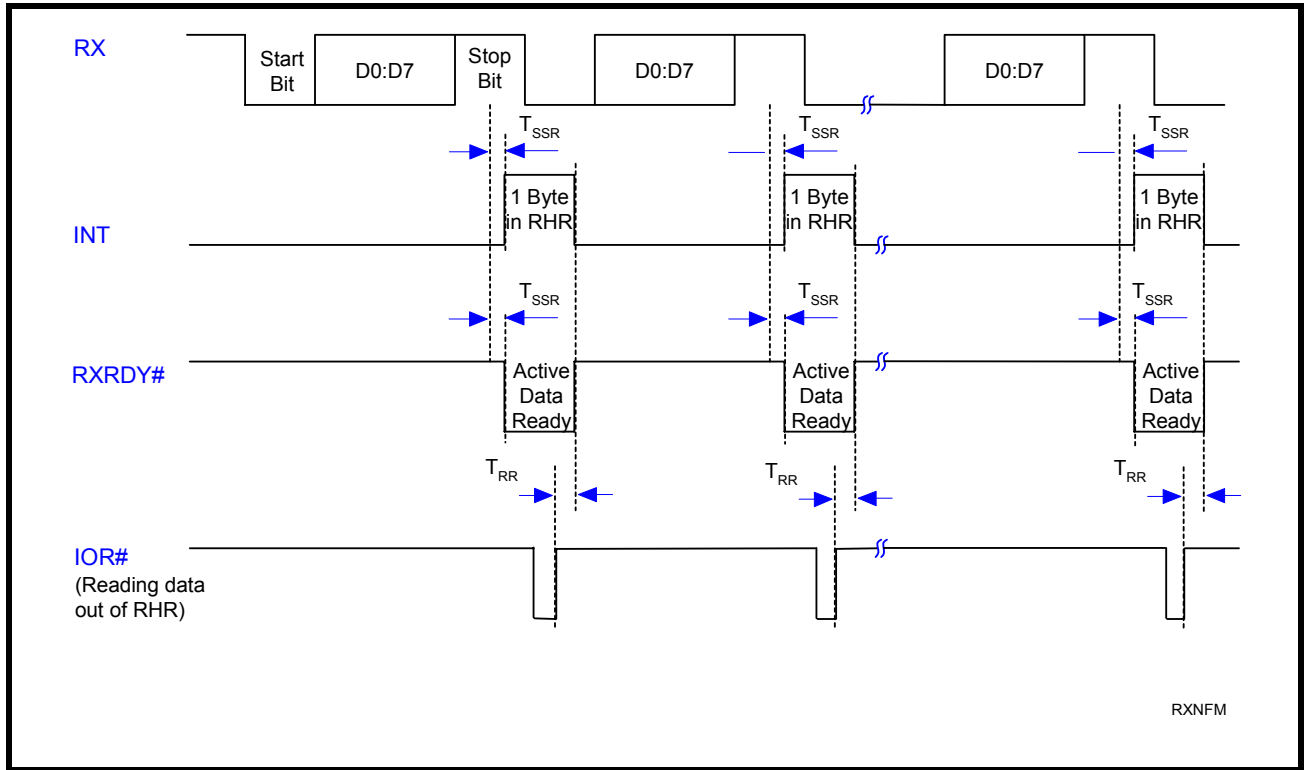 RX
Start
Bit
D0:D7
Stop
Bit
D0:D7
D0:D7
TSSR
TSSR
TSSR
INT
1 Byte
in RHR
1 Byte
in RHR
1 Byte
in RHR
TSSR
TSSR
TSSR
RXRDY#
Active
Data
Ready
Active
Data
Ready
Active
Data
Ready
TRR
TRR
TRR
IOR#
(Reading data
out of RHR)
RXNFM